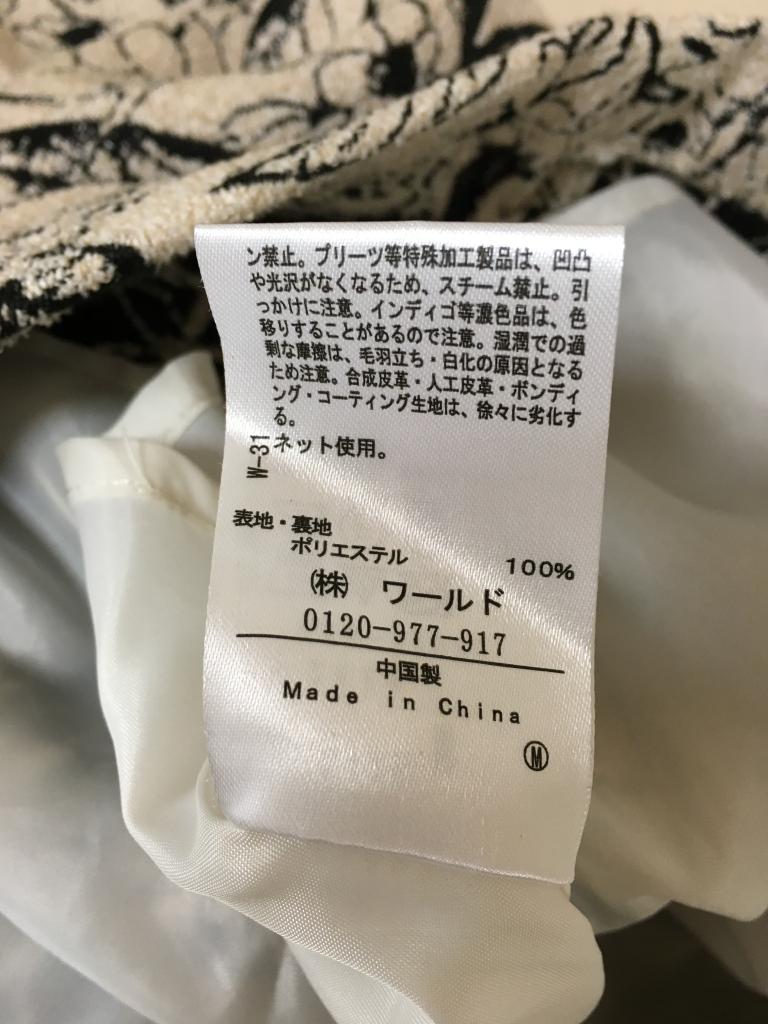 ン禁止。プリーツ等特殊加工製品は、凹凸
や光沢がなくなるため、スチーム禁止。引
っかけに注意。インディゴ等濃色品は、色
移りすることがあるので注意。湿潤での過
剰な摩擦は、毛羽立ち・白化の原因となる
ため注意。合成皮革・人工皮革・ボンディ
ング・コーティング生地は、徐々に劣化す
る。
ネット使用。
W-31
表地・裏地
ポリエステル 100%
(株) ワールド
0120-977-917
中国製
Made in China
Ⓜ